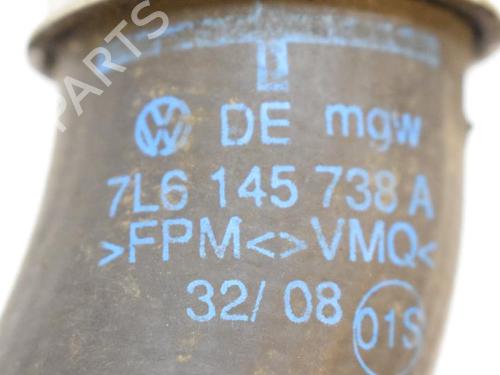 DE mgw
7L6 145 738 A
>FPM<>VMQ<
32/08
01S
PARTS